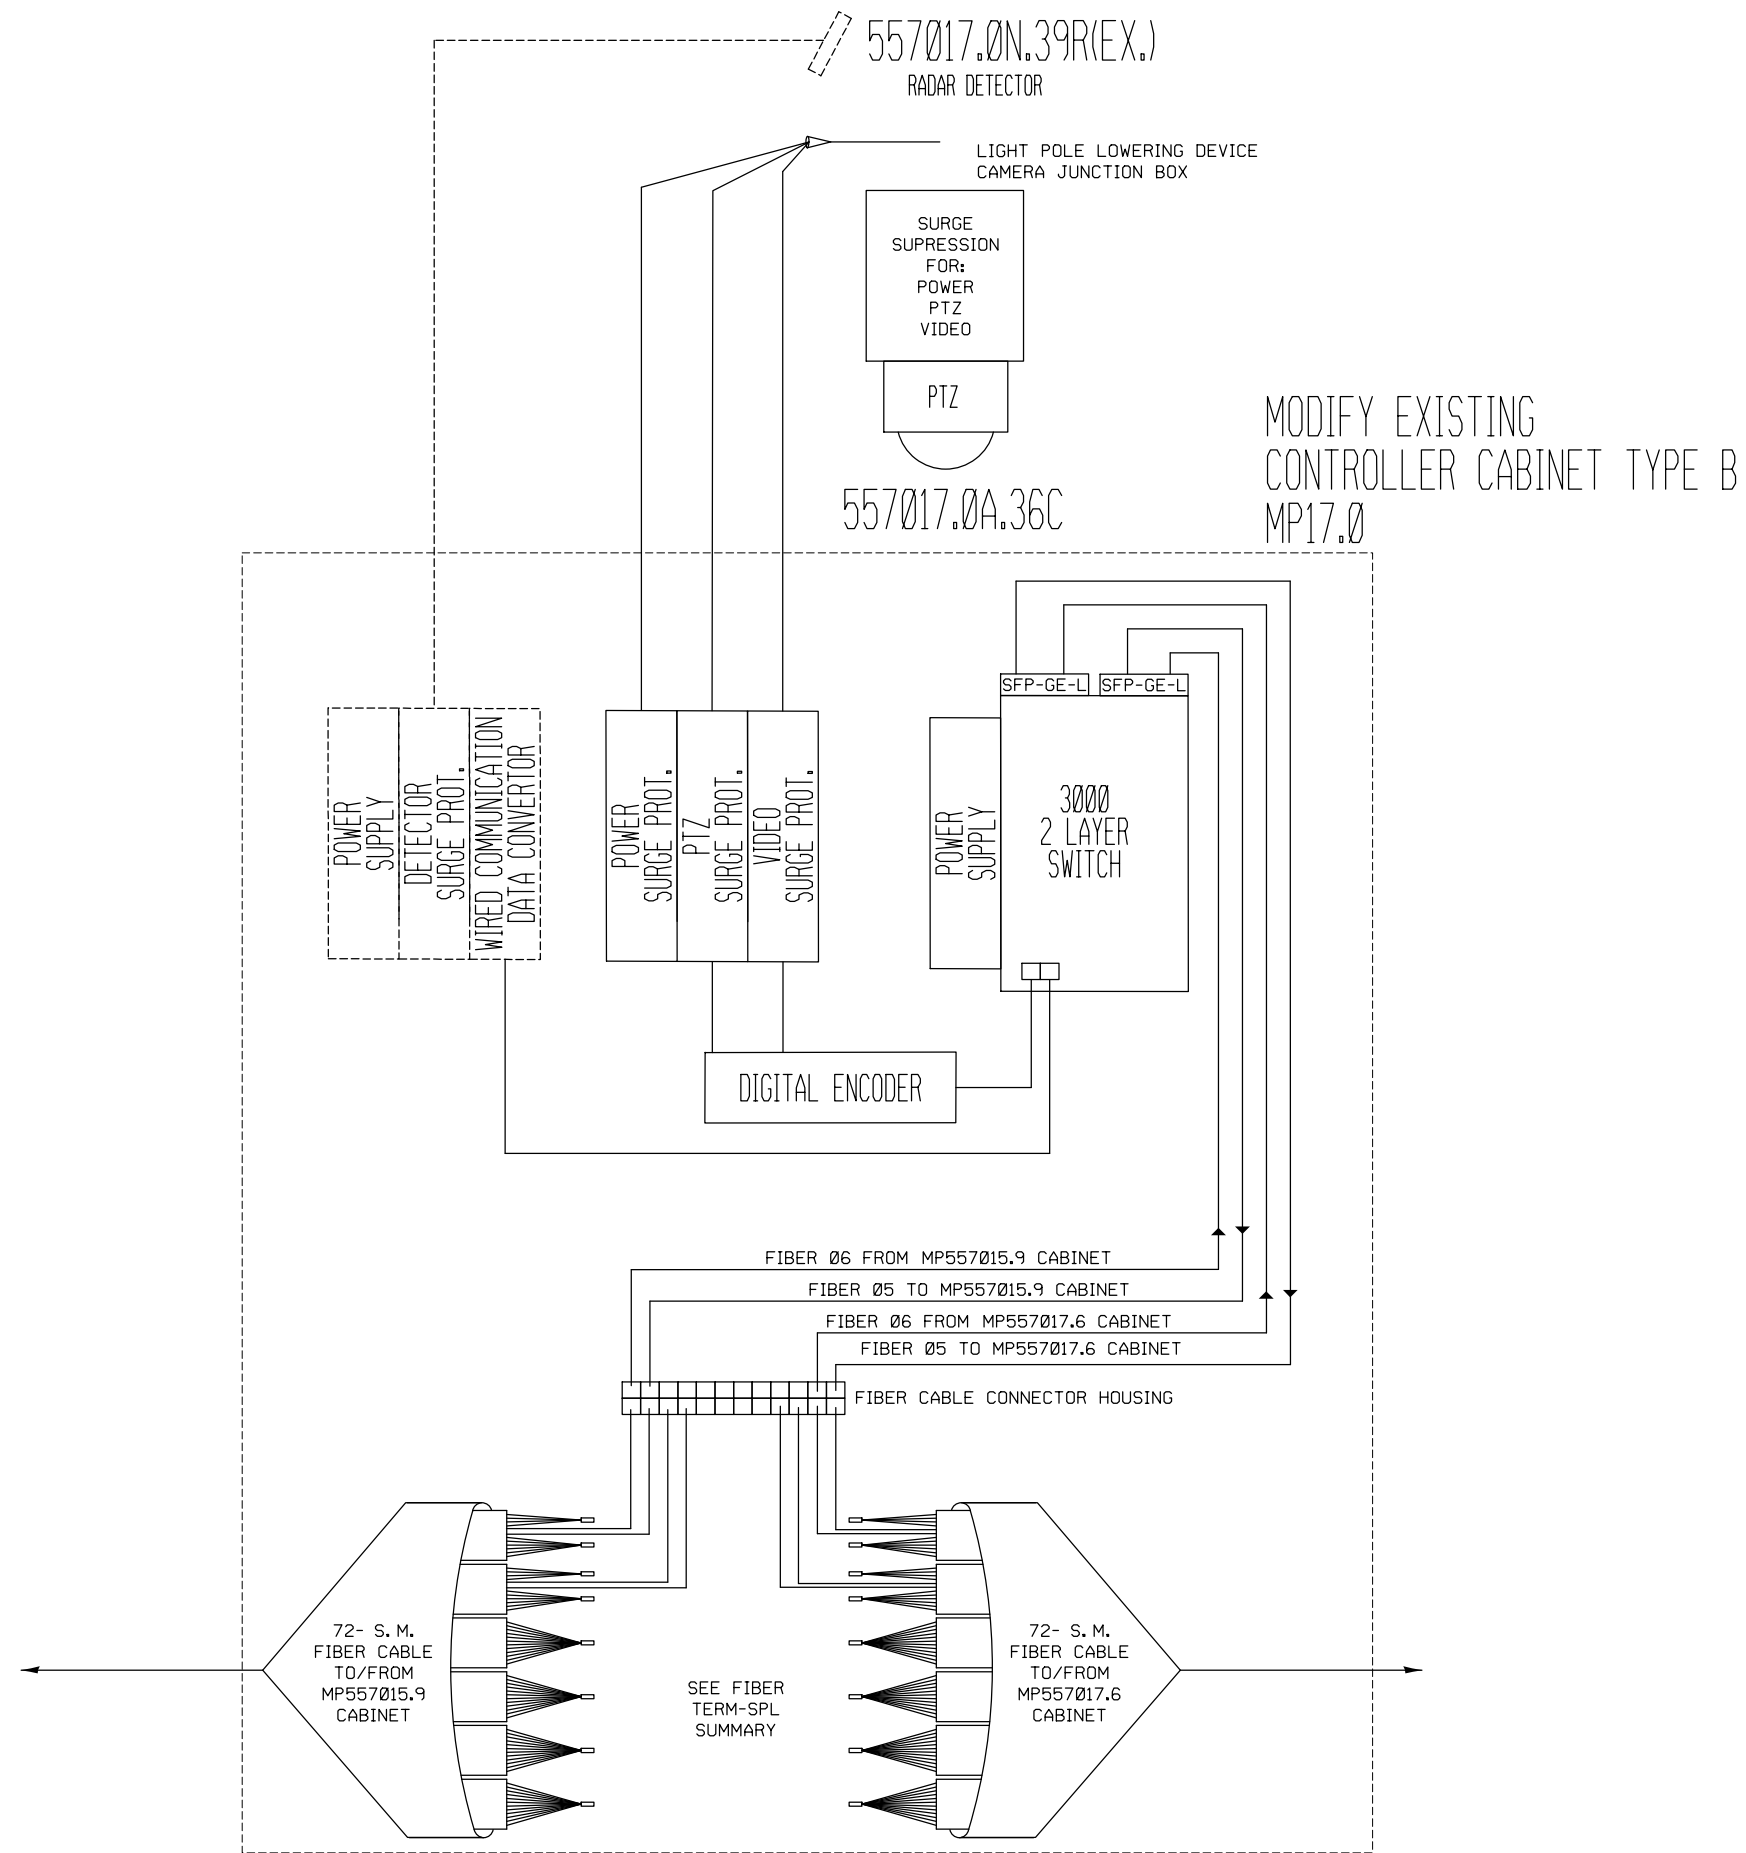 557Ø17.ØN.39R(EX.)
RADAR DETECTOR
LIGHT POLE LOWERING DEVICE
CAMERA JUNCTION BOX
SURGE
SUPRESSION
FOR:
POWER
PTZ
VIDEO
PTZ
557Ø17.ØA.36C
MODIFY EXISTING
CONTROLLER CABINET TYPE B
MP17.Ø
SFP-GE-L
SFP-GE-L
POWER
SUPPLY
DETECTOR
SURGE PROT.
WIRED COMMUNICATION
DATA CONVERTOR
POWER
SURGE PROT.
PTZ
SURGE PROT.
VIDEO
SURGE PROT.
POWER
SUPPLY
3ØØØ
2 LAYER
SWITCH
DIGITAL ENCODER
FIBER Ø6 FROM MP557Ø15.9 CABINET
FIBER Ø5 TO MP557Ø15.9 CABINET
FIBER Ø6 FROM MP557Ø17.6 CABINET
FIBER Ø5 TO MP557Ø17.6 CABINET
FIBER CABLE CONNECTOR HOUSING
72- S.M.
FIBER CABLE
TO/FROM
MP557Ø15.9
CABINET
SEE FIBER
TERM-SPL
SUMMARY
72- S.M.
FIBER CABLE
TO/FROM
MP557Ø17.6
CABINET